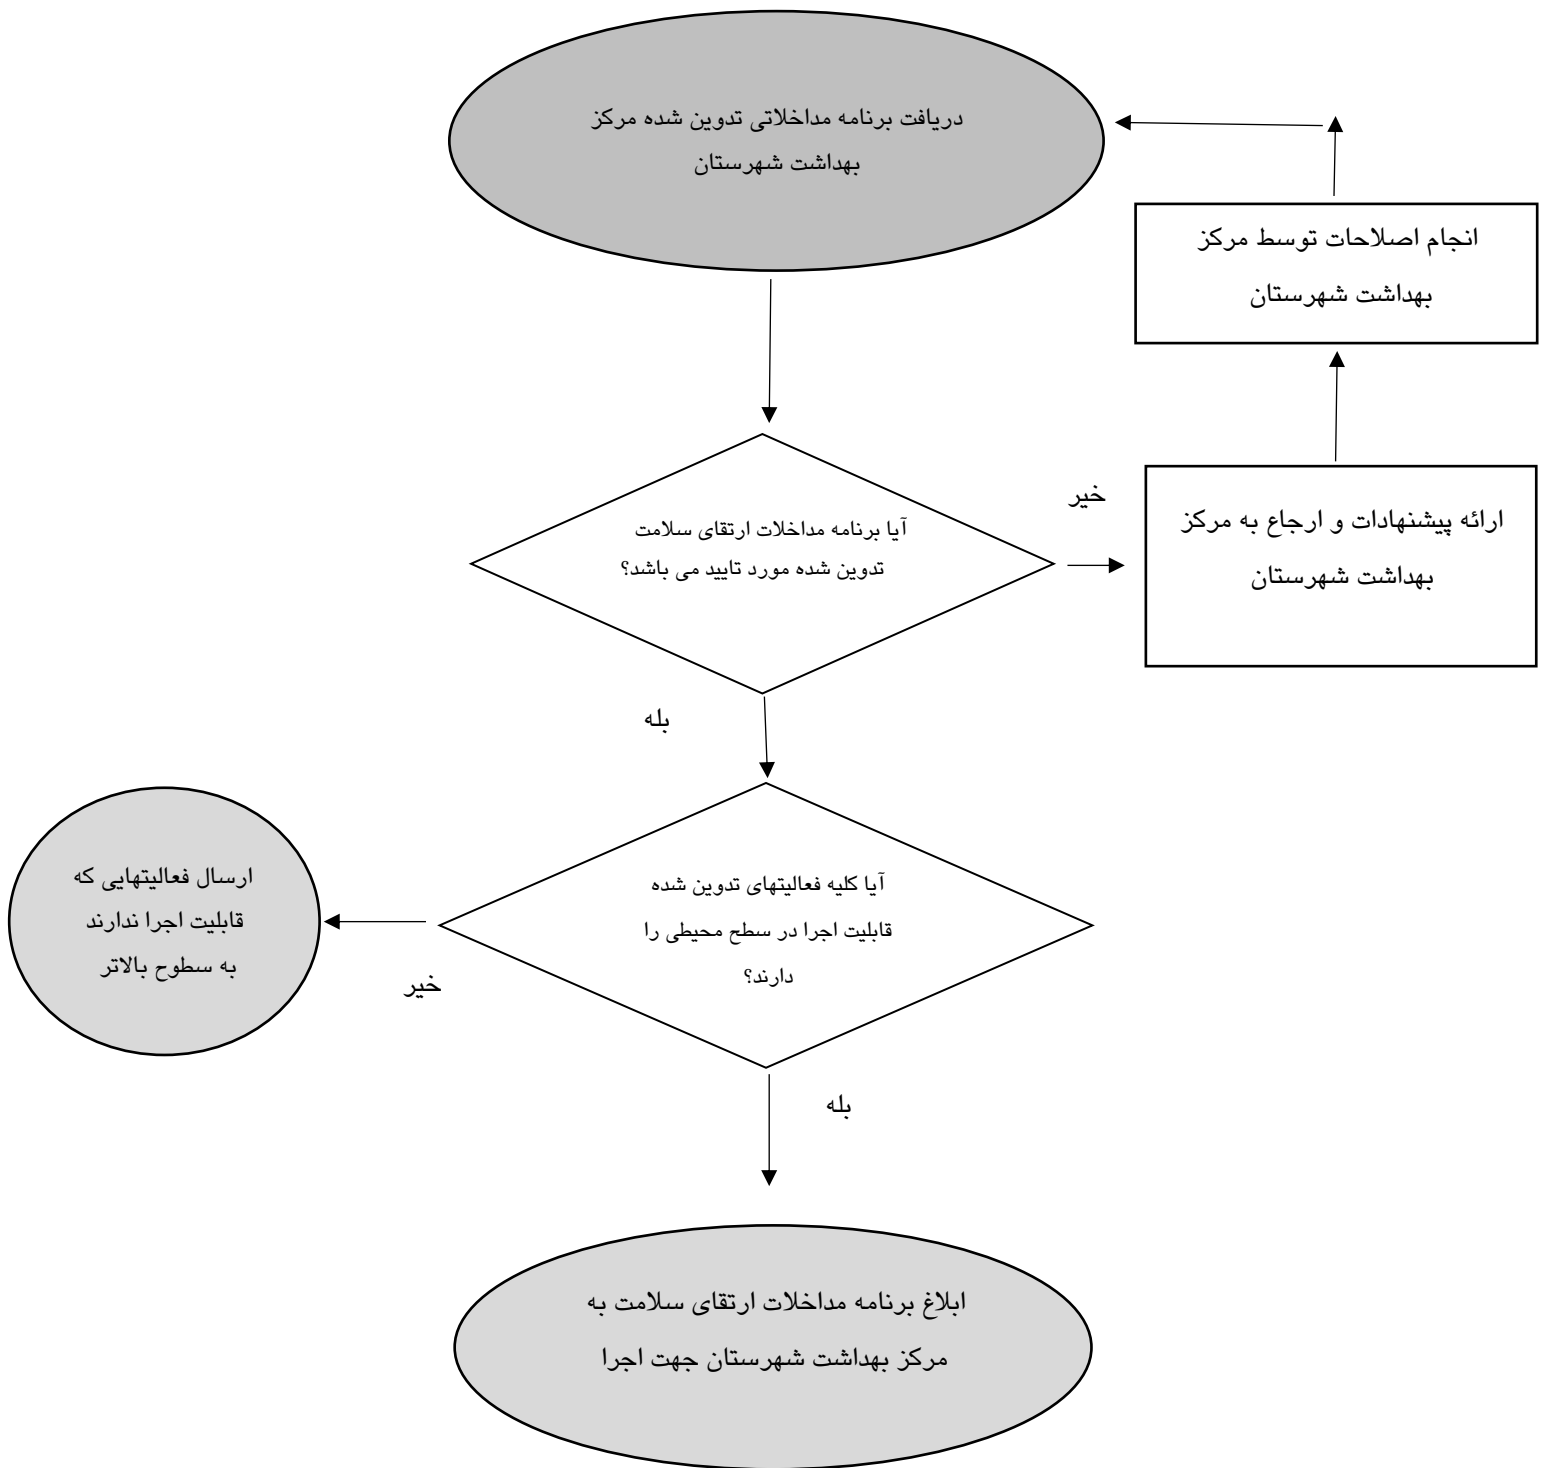 دریافت برنامه مداخلاتی تدوین شده مرکز
بهداشت شهرستان
انجام اصلاحات توسط مرکز
بهداشت شهرستان
خیر
ارائه پیشنهادات و ارجاع به مرکز
بهداشت شهرستان
آیا برنامه مداخلات ارتقای سلامت
تدوین شده مورد تایید می باشد؟
بله
آیا کلیه فعالیتهای تدوین شده
قابلیت اجرا در سطح محیطی را
دارند؟
ارسال فعالیتهایی که
قابلیت اجرا ندارند
به سطوح بالاتر
خیر
بله
ابلاغ برنامه مداخلات ارتقای سلامت به
مرکز بهداشت شهرستان جهت اجرا